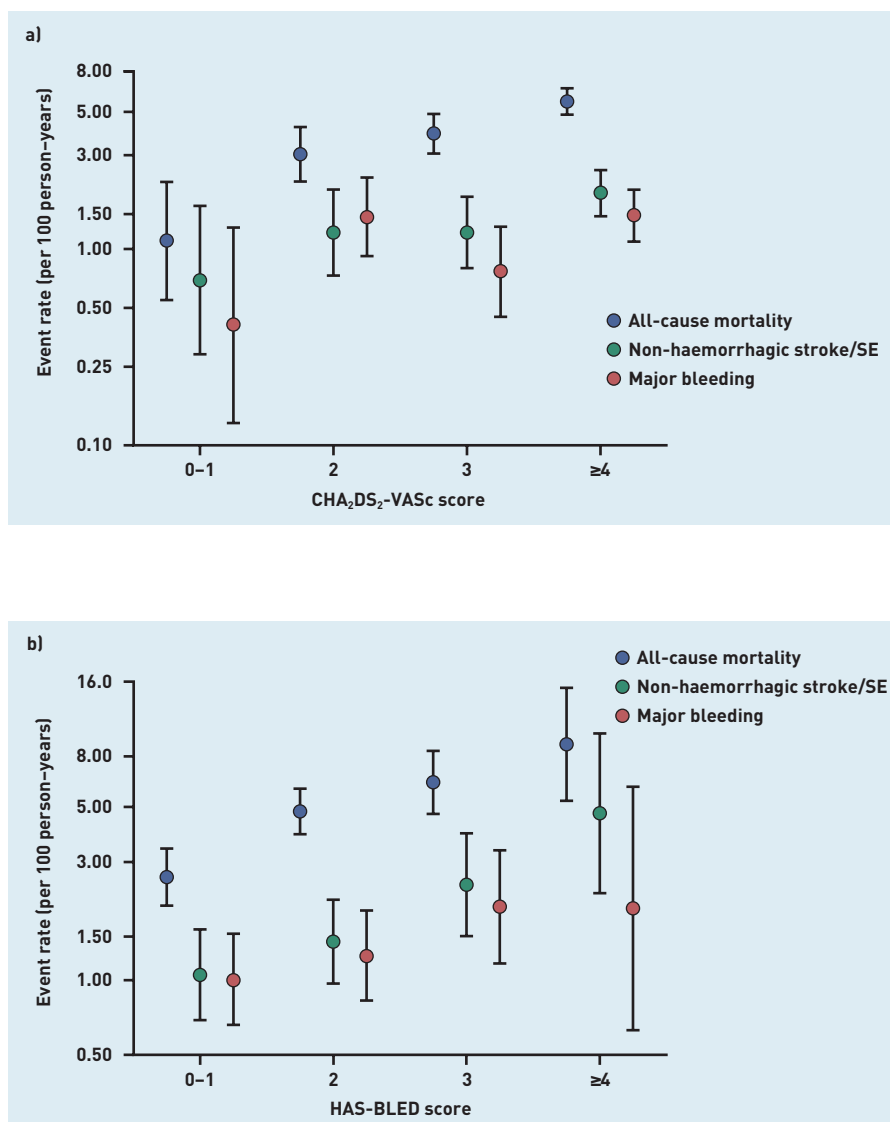 a)
8.00
5.00
3.00
1.50
1.00
0.50
0.25
0.10
Event rate (per 100 person–years)
All-cause mortality
Non-haemorrhagic stroke/SE
Major bleeding
0–1 2 3 ≥4
CHA₂DS₂-VASc score
b)
All-cause mortality
Non-haemorrhagic stroke/SE
Major bleeding
16.0
8.00
5.00
3.00
1.50
1.00
0.50
Event rate (per 100 person–years)
0–1 2 3 ≥4
HAS-BLED score